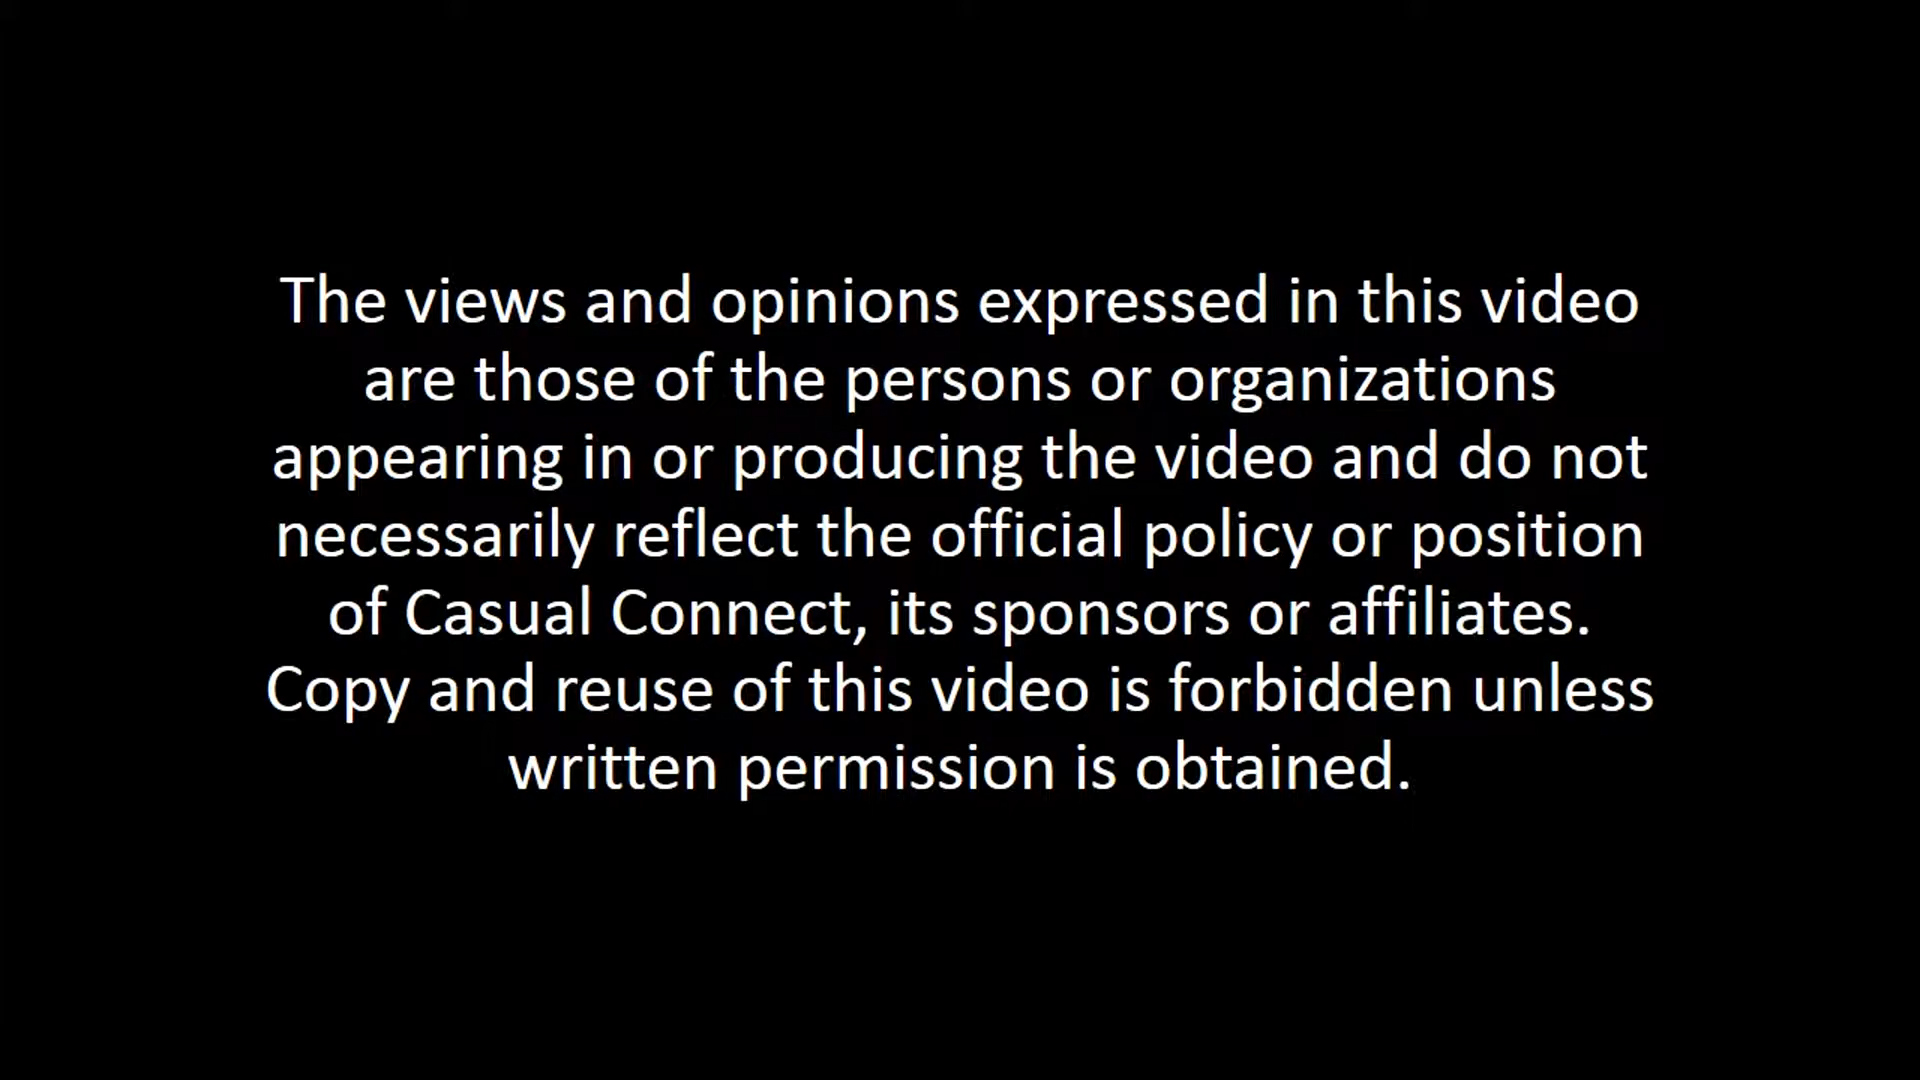 The views and opinions expressed in this video
are those of the persons or organizations
appearing in or producing the video and do not
necessarily reflect the official policy or position
of Casual Connect, its sponsors or affiliates.
Copy and reuse of this video is forbidden unless
written permission is obtained.